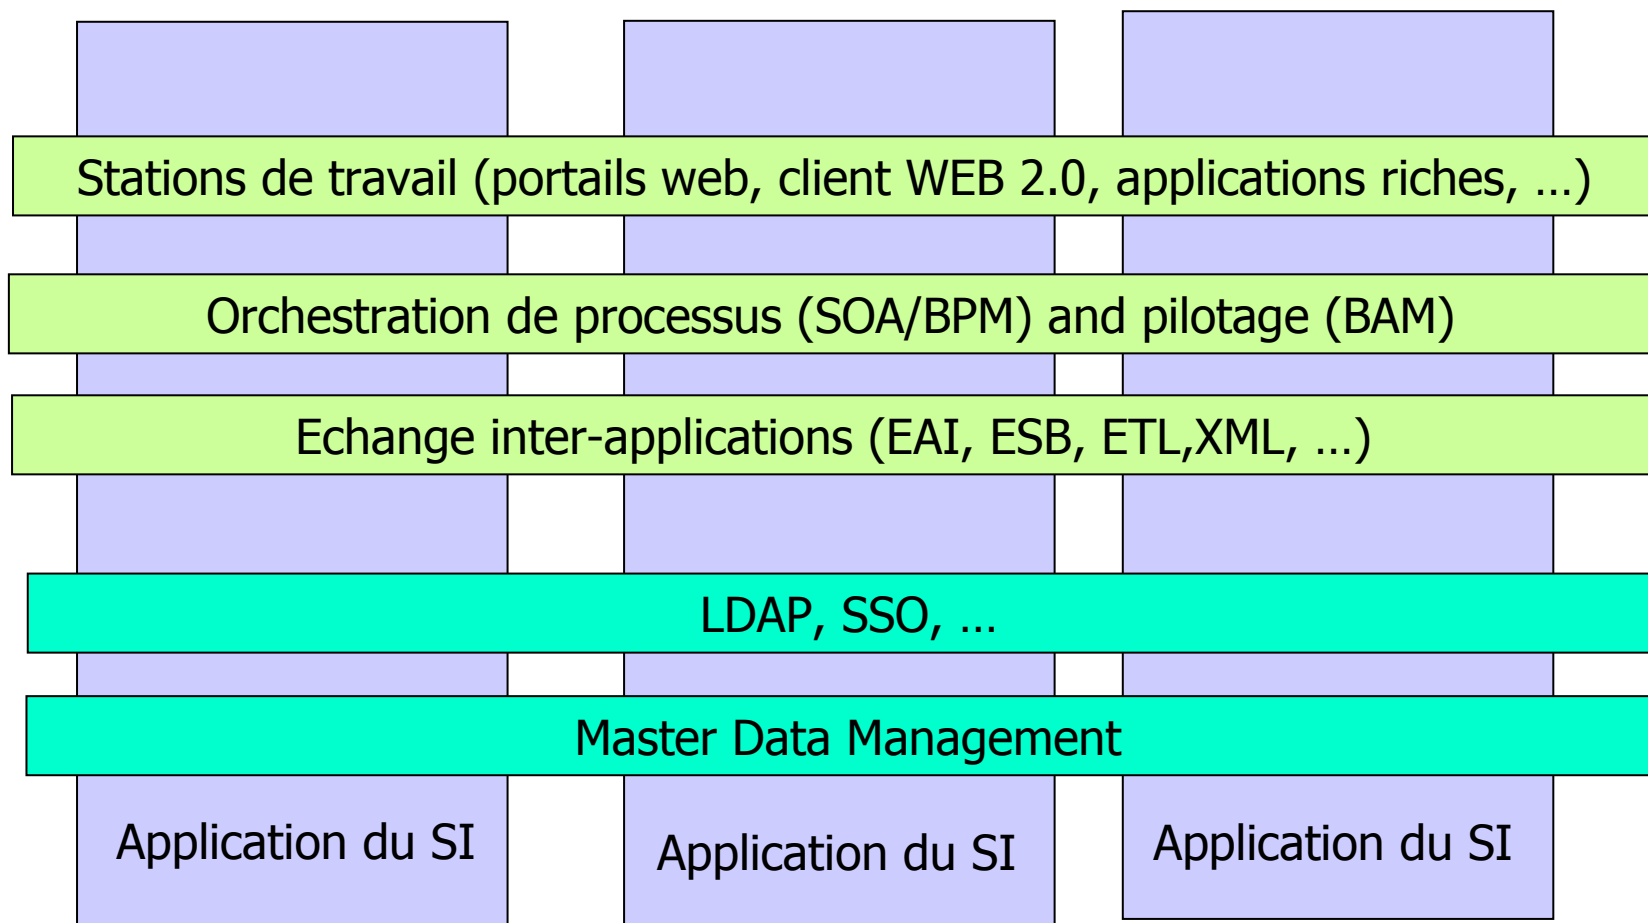 Stations de travail (portails web, client WEB 2.0, applications riches, …)
Orchestration de processus (SOA/BPM) and pilotage (BAM)
Echange inter-applications (EAI, ESB, ETL,XML, …)
LDAP, SSO, …
Master Data Management
Application du SI
Application du SI
Application du SI